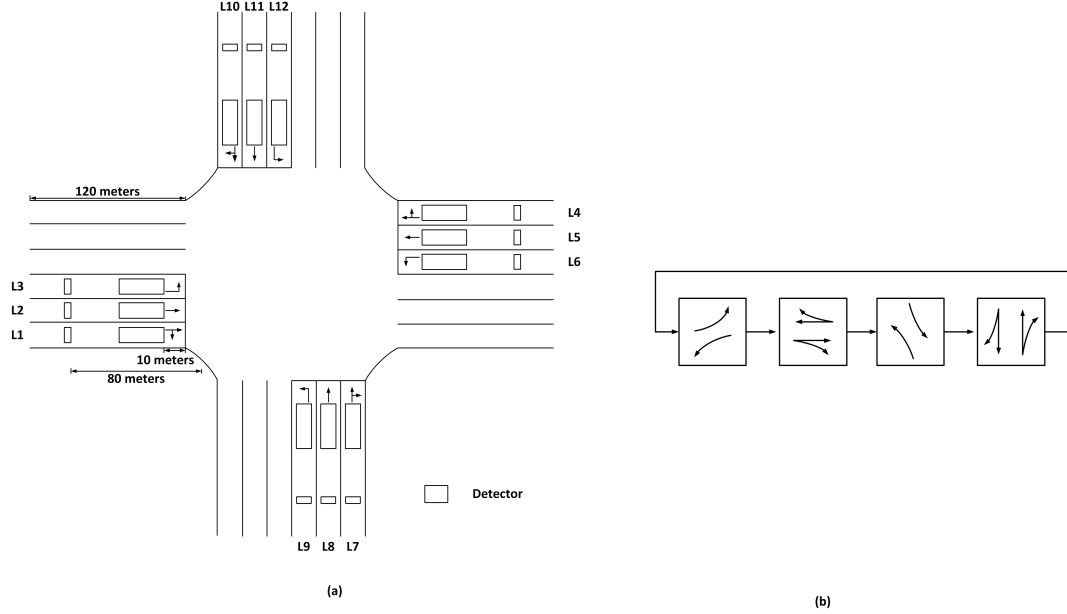 L10 L11 L12
120 meters
L4
L5
L6
L3
L2
L1
10 meters
80 meters
Detector
L9 L8 L7
(a)
(b)